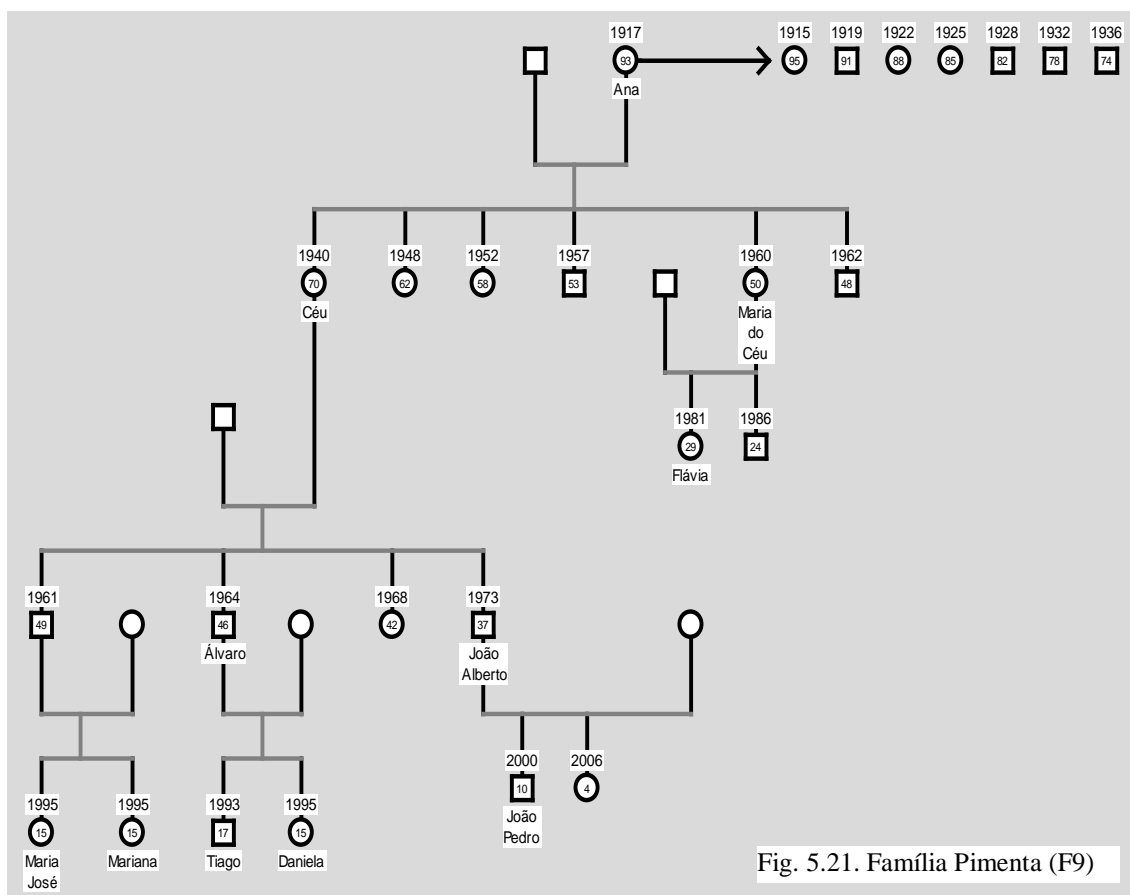 1917 1915 1919 1922 1925 1928 1932 1936
93 95 91 88 85 82 78 74
Ana
1940 1948 1952 1957 1960 1962
70 62 58 53 50 48
Céu
Maria
do
Céu
1981 1986
29 24
Flávia
1961 1964 1968 1973
49 46 42 37
Álvaro
João
Alberto
2000 2006
10 4
João
Pedro
1995 1995 1993 1995
15 15 17 15
Maria
José
Mariana Tiago Daniela
Fig. 5.21. Família Pimenta (F9)